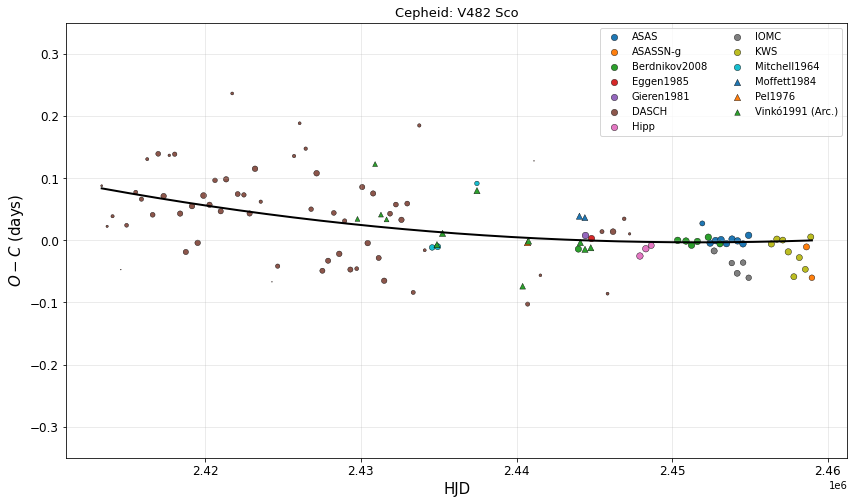 Cepheid: V482 Sco
ASAS
ASASSN-g
Berdnikov2008
Eggen1985
Gieren1981
DASCH
Hipp
IOMC
KWS
Mitchell1964
Moffett1984
Pel1976
Vinkó1991 (Arc.)
O − C (days)
0.3
0.2
0.1
0.0
−0.1
−0.2
−0.3
2.42
2.43
2.44
2.45
2.46
1e6
HJD